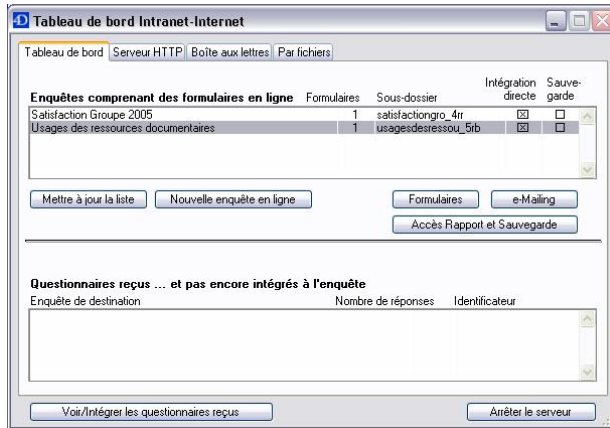 Tableau de bord Intranet-Internet
Tableau de bord Serveur HTTP Boîte aux lettres Par fichiers
Enquêtes comprenant des formulaires en ligne Formulaires Sous-dossier Intégration directe Sauve-garde
Satisfaction Groupe 2005 1 satisfactiongro_4rr
Usages des ressources documentaires 1 usagesdesressou_5rb
Mettre à jour la liste Nouvelle enquête en ligne Formulaires e-Mailing
Accès Rapport et Sauvegarde
Questionnaires reçus ... et pas encore intégrés à l'enquête
Enquête de destination Nombre de réponses Identificateur
Voir/Intégrer les questionnaires reçus Arrêter le serveur